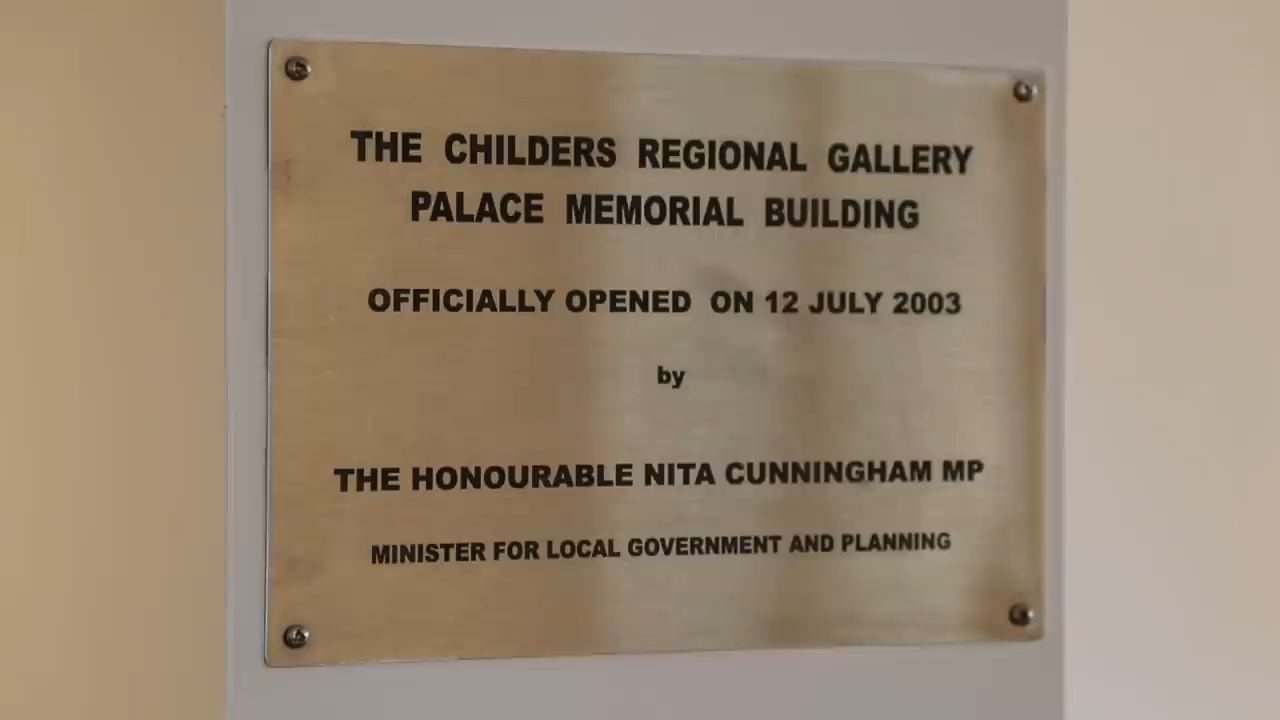 THE CHILDERS REGIONAL GALLERY
PALACE MEMORIAL BUILDING
OFFICIALLY OPENED ON 12 JULY 2003
by
THE HONOURABLE NITA CUNNINGHAM MP
MINISTER FOR LOCAL GOVERNMENT AND PLANNING